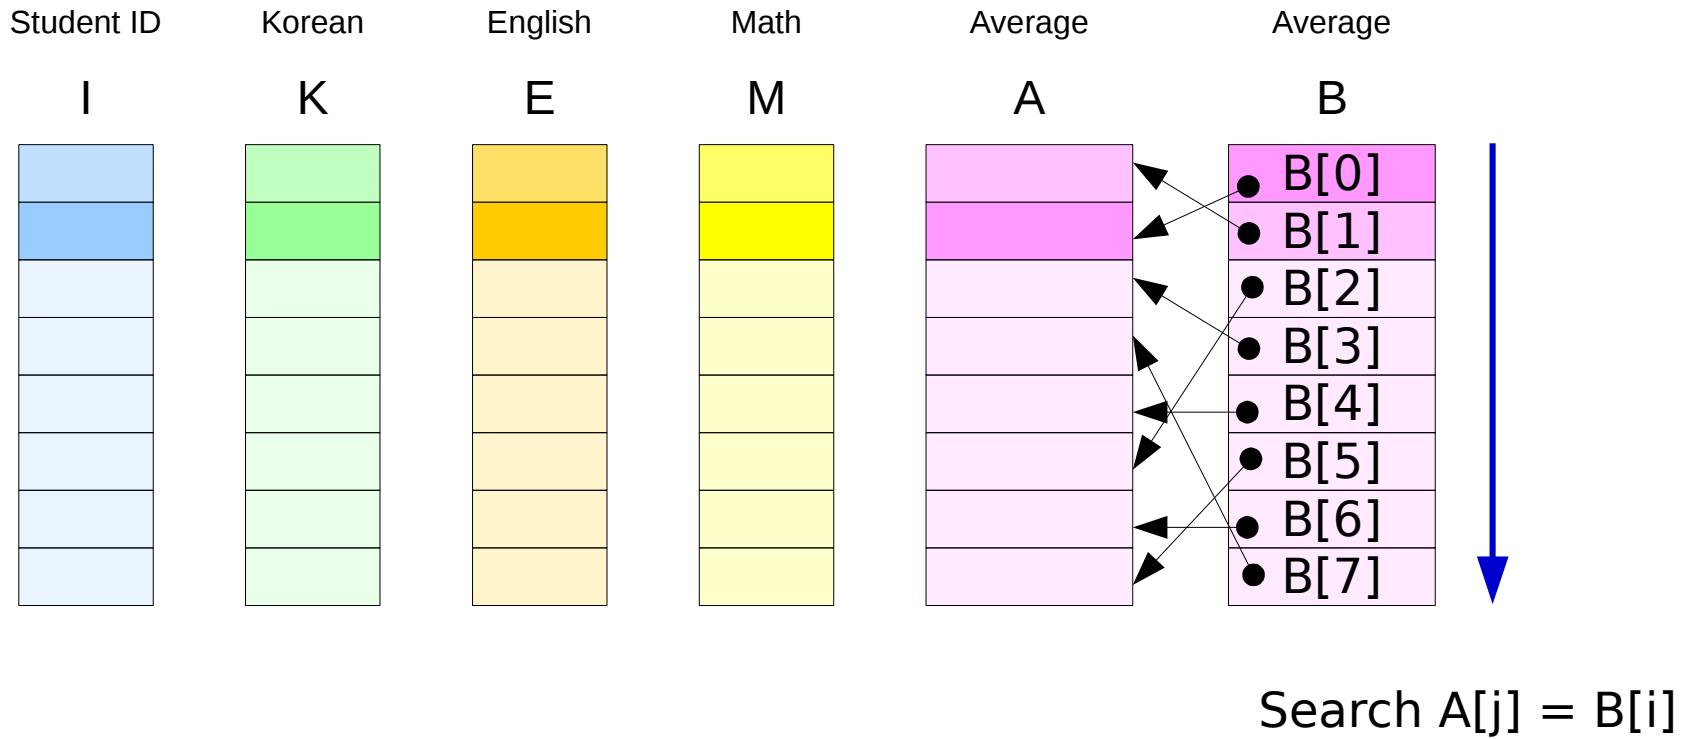 Student ID Korean English Math Average Average
I K E M A B
B[0]
B[1]
B[2]
B[3]
B[4]
B[5]
B[6]
B[7]
Search A[j] = B[i]